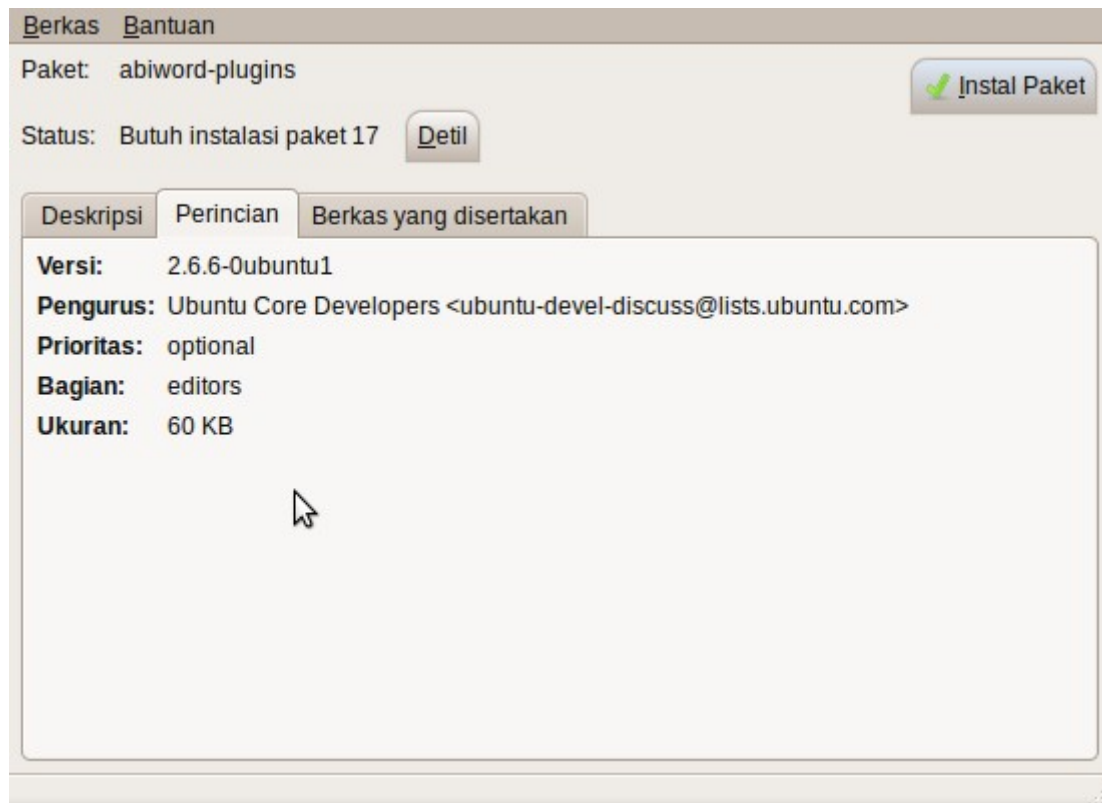 Berkas Bantuan
Paket: abiword-plugins
Instal Paket
Status: Butuh instalasi paket 17 Detil
Deskripsi Perincian Berkas yang disertakan
Versi: 2.6.6-0ubuntu1
Pengurus: Ubuntu Core Developers <ubuntu-devel-discuss@lists.ubuntu.com>
Prioritas: optional
Bagian: editors
Ukuran: 60 KB